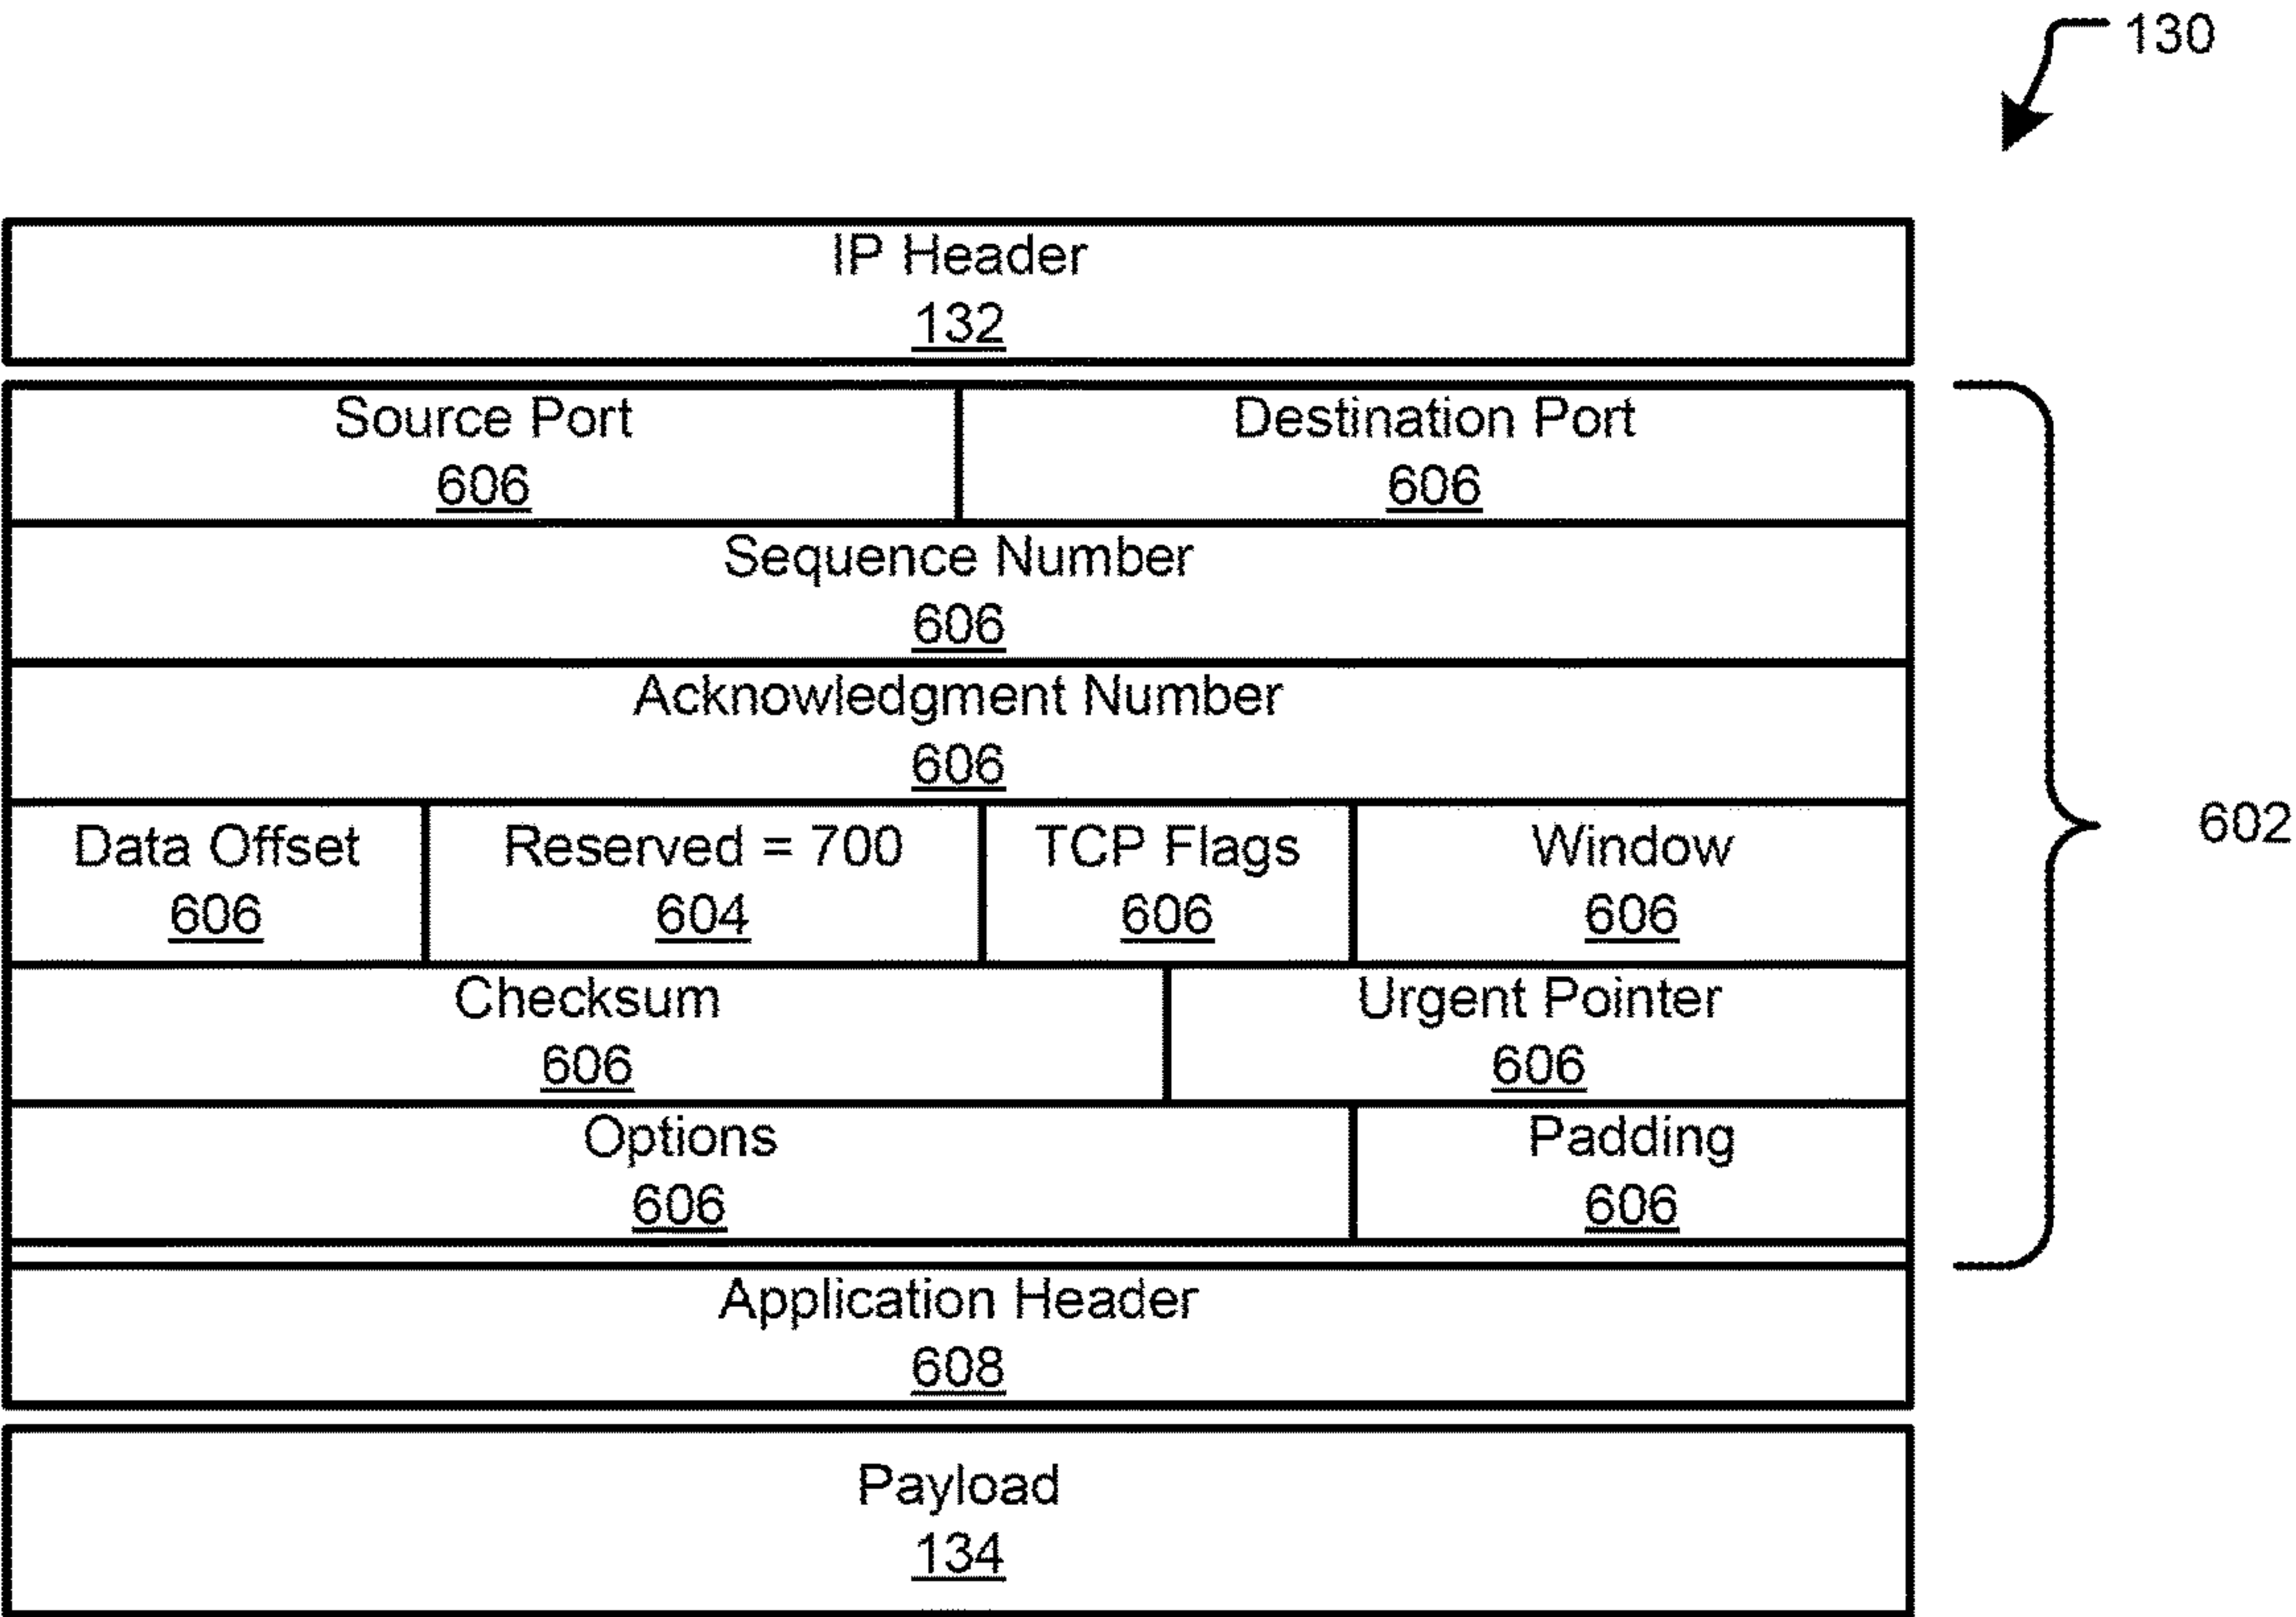 130
IP Header
132
Source Port
606
Destination Port
606
Sequence Number
606
Acknowledgment Number
606
Data Offset
606
Reserved = 700
604
TCP Flags
606
Window
606
602
Checksum
606
Urgent Pointer
606
Options
606
Padding
606
Application Header
608
Payload
134